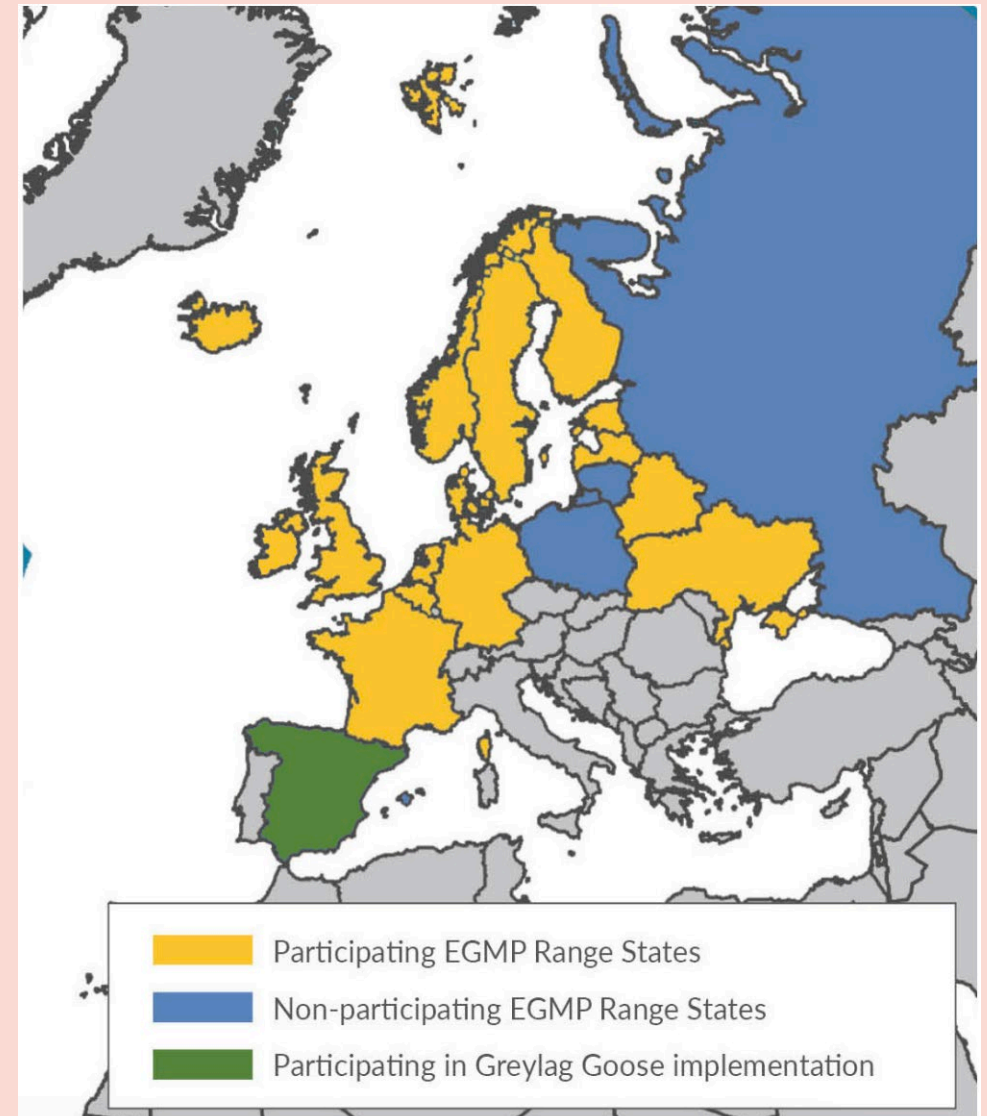 Participating EGMP Range States
Non-participating EGMP Range States
Participating in Greylag Goose implementation